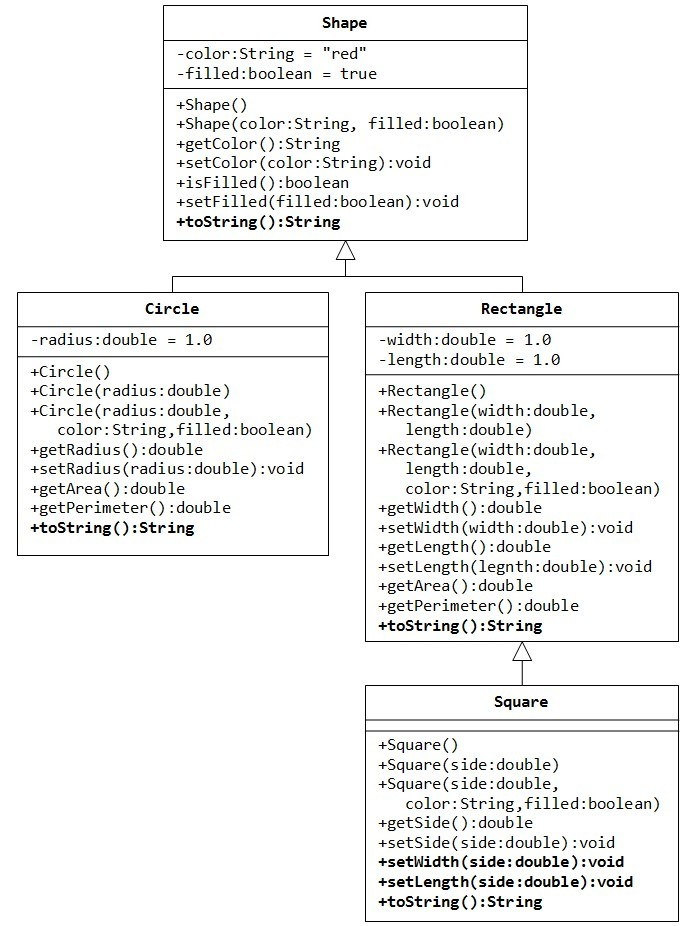 Shape
-color:String = "red"
-filled:boolean = true
+Shape()
+Shape(color:String, filled:boolean)
+getColor():String
+setColor(color:String):void
+isFilled():boolean
+setFilled(filled:boolean):void
+toString():String
Circle
-radius:double = 1.0
+Circle()
+Circle(radius:double)
+Circle(radius:double,
color:String,filled:boolean)
+getRadius():double
+setRadius(radius:double):void
+getArea():double
+getPerimeter():double
+toString():String
Rectangle
-width:double = 1.0
-length:double = 1.0
+Rectangle()
+Rectangle(width:double,
length:double)
+Rectangle(width:double,
length:double,
color:String,filled:boolean)
+getWidth():double
+setWidth(width:double):void
+getLength():double
+setLength(legnth:double):void
+getArea():double
+getPerimeter():double
+toString():String
Square
+Square()
+Square(side:double)
+Square(side:double,
color:String,filled:boolean)
+getSide():double
+setSide(side:double):void
+setWidth(side:double):void
+setLength(side:double):void
+toString():String